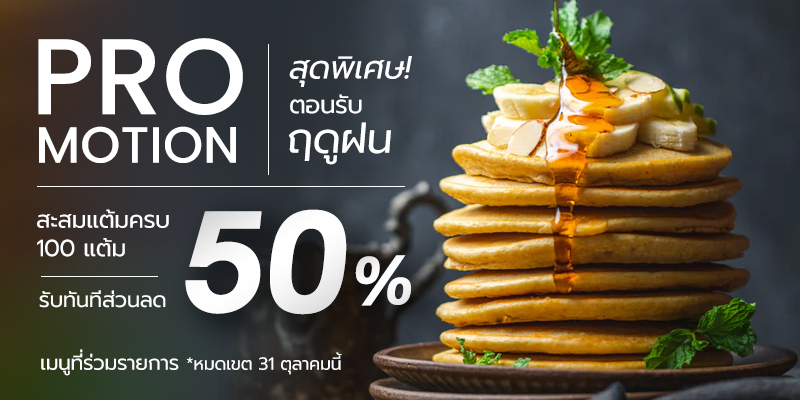 PRO
MOTION
สุดพิเศษ!
ตอนรับ
ฤดูฝน
สะสมแต้มครบ
100 แต้ม
รับทันทีส่วนลด
50%
เมนูที่ร่วมรายการ *หมดเขต 31 ตุลาคมนี้